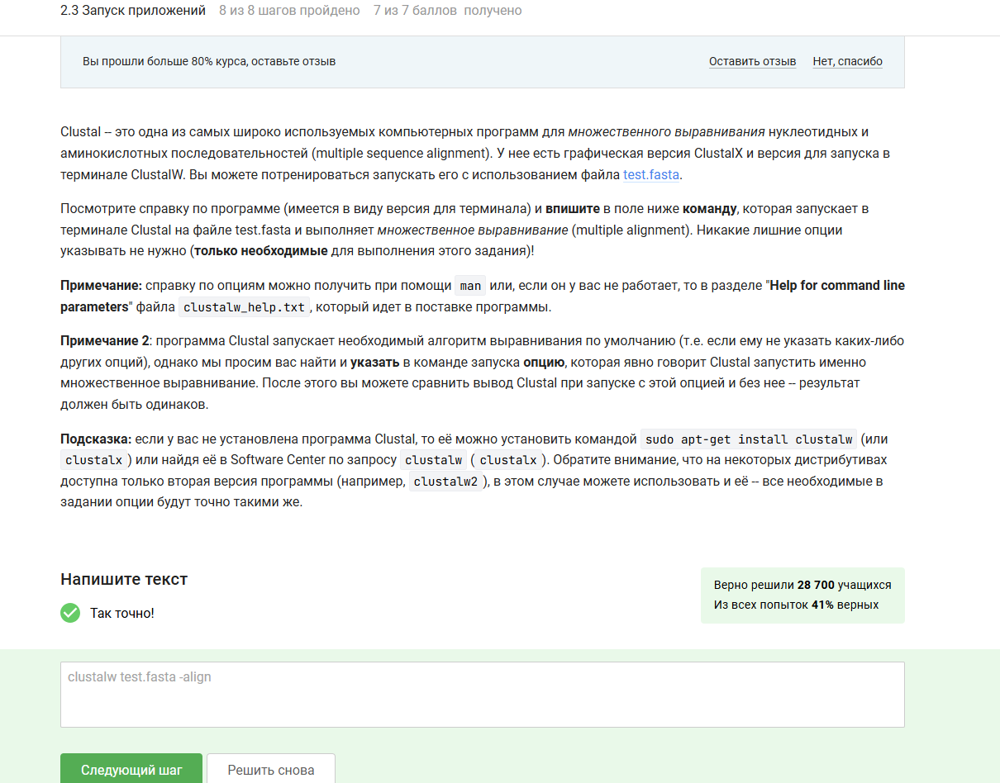 2.3 Запуск приложений 8 из 8 шагов пройдено 7 из 7 баллов получено
Вы прошли больше 80% курса, оставьте отзыв Оставить отзыв Нет, спасибо
Clustal -- это одна из самых широко используемых компьютерных программ для множественного выравнивания нуклеотидных и
аминокислотных последовательностей (multiple sequence alignment). У нее есть графическая версия ClustalX и версия для запуска в
терминале ClustalW. Вы можете потренироваться запускать его с использованием файла test.fasta.
Посмотрите справку по программе (имеется в виду версия для терминала) и впишите в поле ниже команду, которая запускает в
терминале Clustal на файле test.fasta и выполняет множественное выравнивание (multiple alignment). Никакие лишние опции
указывать не нужно (только необходимые для выполнения этого задания)!
Примечание: справку по опциям можно получить при помощи man или, если он у вас не работает, то в разделе "Help for command line
parameters" файла clustalw_help.txt, который идет в поставке программы.
Примечание 2: программа Clustal запускает необходимый алгоритм выравнивания по умолчанию (т.е. если ему не указать каких-либо
других опций), однако мы просим вас найти и указать в команде запуска опцию, которая явно говорит Clustal запустить именно
множественное выравнивание. После этого вы можете сравнить вывод Clustal при запуске с этой опцией и без нее -- результат
должен быть одинаков.
Подсказка: если у вас не установлена программа Clustal, то её можно установить командой sudo apt-get install clustalw (или
clustalx) или найдя её в Software Center по запросу clustalw (clustalx). Обратите внимание, что на некоторых дистрибутивах
доступна только вторая версия программы (например, clustalw2), в этом случае можете использовать и её -- все необходимые в
задании опции будут точно такими же.
Напишите текст
Верно решили 28 700 учащихся
Из всех попыток 41% верных
Так точно!
clustalw test.fasta -align
Следующий шаг Решить снова